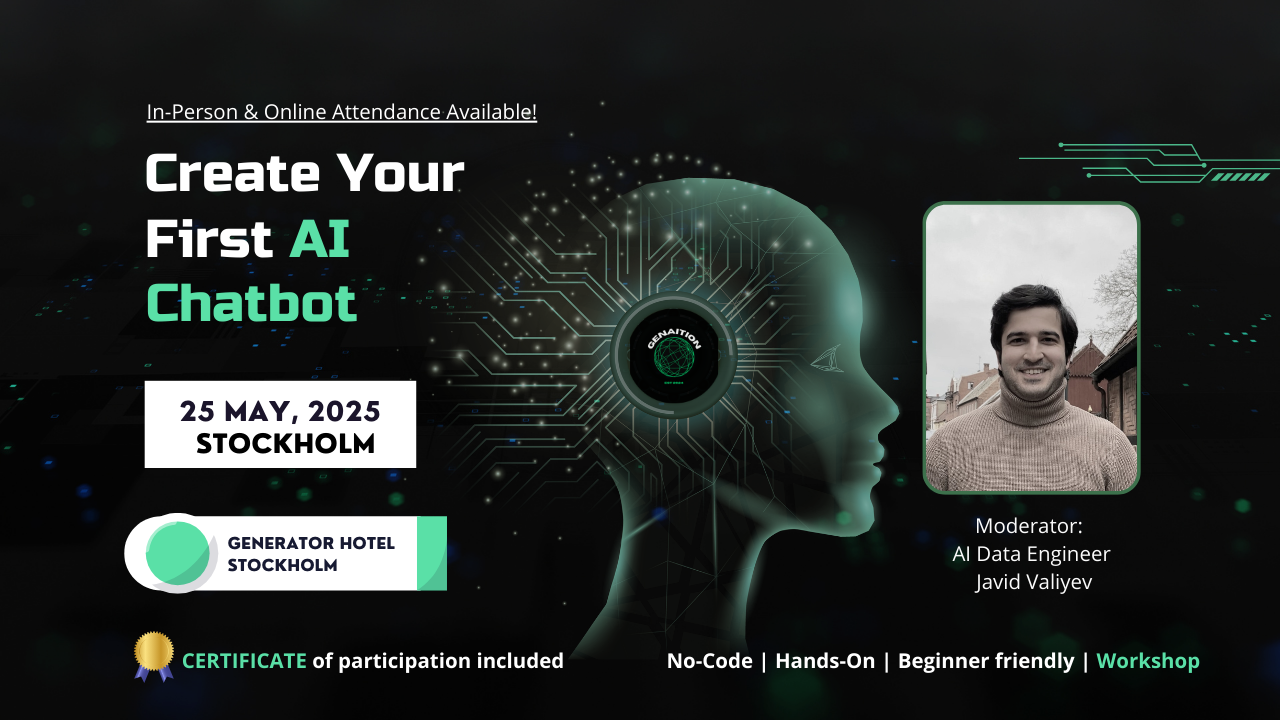 In-Person & Online Attendance Available!
Create Your
First AI
Chatbot
25 MAY, 2025
STOCKHOLM
GENERATOR HOTEL
STOCKHOLM
CERTIFICATE of participation included
GENAITION
Moderator:
AI Data Engineer
Javid Valiyev
No-Code | Hands-On | Beginner friendly | Workshop